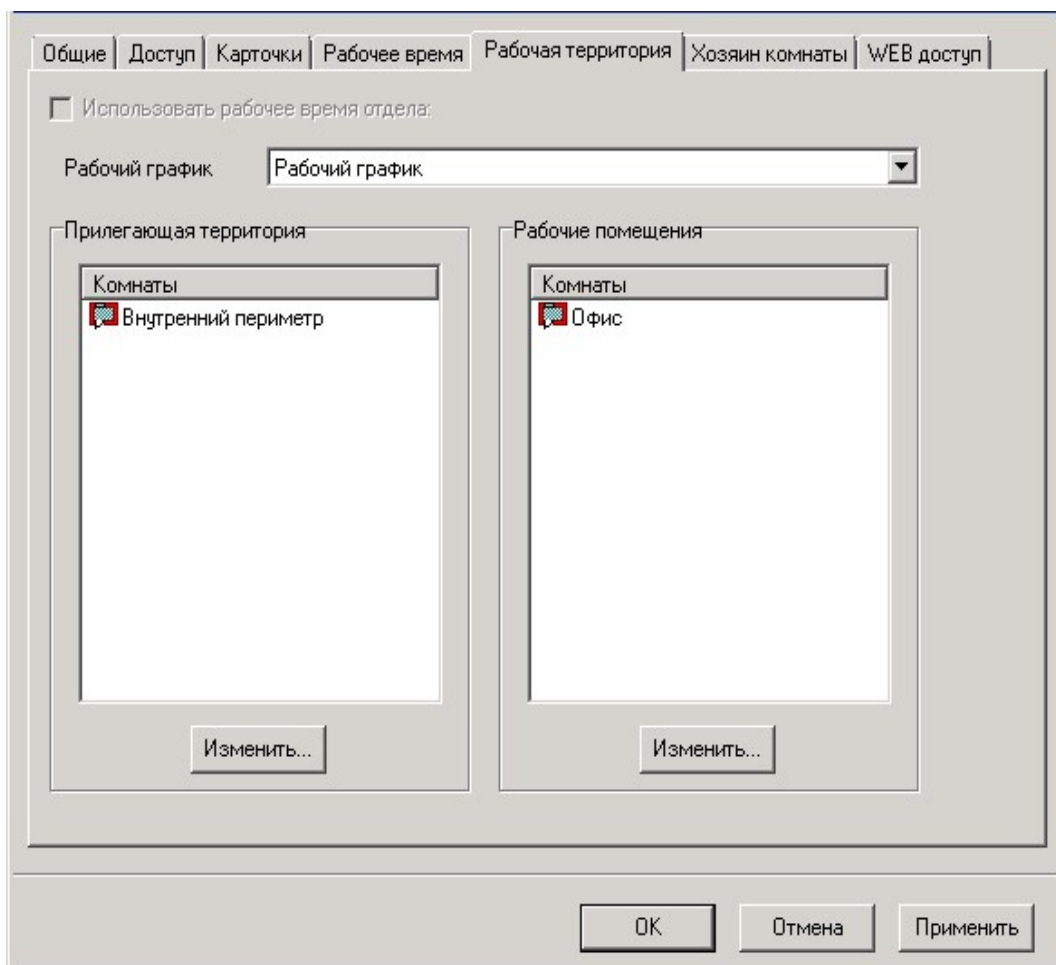 Общие Доступ Карточки Рабочее время Рабочая территория Хозяин комнаты WEB доступ
Использовать рабочее время отдела:
Рабочий график Рабочий график
Прилегающая территория Рабочие помещения
Комнаты Комнаты
Внутренний периметр Офис
Изменить... Изменить...
OK Отмена Применить